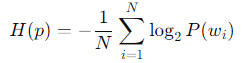 H(p) = −\frac{1}{N} \sum_{i=1}^{N} \log_2 P(w_i)